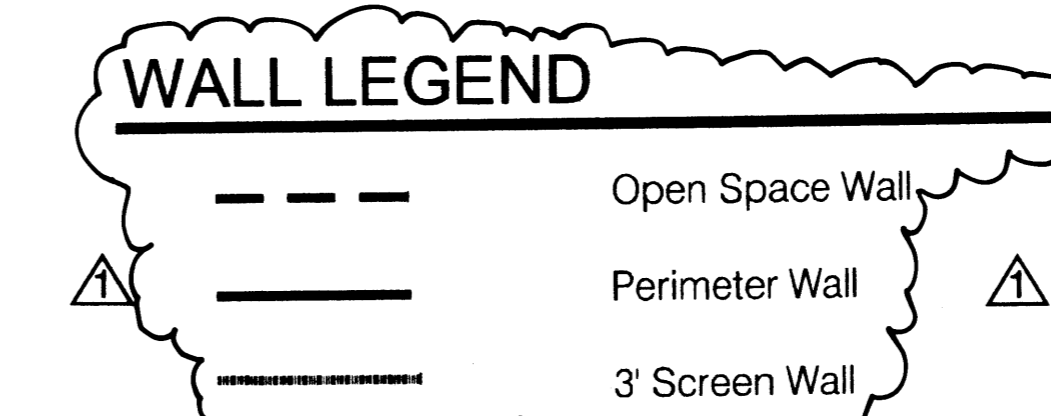 WALL LEGEND
Open Space Wall
1 Perimeter Wall 1
3' Screen Wall